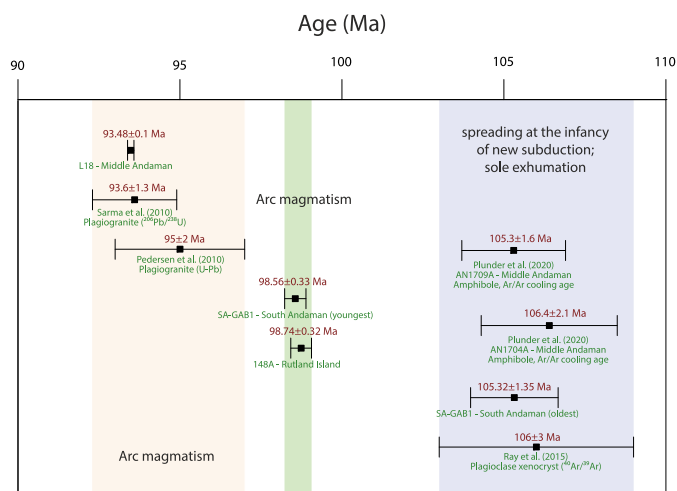 Age (Ma)
90
95
100
105
110
93.48±0.1 Ma
L18 - Middle Andaman
93.6±1.3 Ma
Sarma et al. (2010)
Plagiogranite (²⁰⁶Pb/²³⁸U)
95±2 Ma
Pedersen et al. (2010)
Plagiogranite (U-Pb)
Arc magmatism
98.56±0.33 Ma
SA-GAB1 - South Andaman (youngest)
98.74±0.32 Ma
148A - Rutland Island
Arc magmatism
spreading at the infancy
of new subduction;
sole exhumation
105.3±1.6 Ma
Plunder et al. (2020)
AN1709A - Middle Andaman
Amphibole, Ar/Ar cooling age
106.4±2.1 Ma
Plunder et al. (2020)
AN1704A - Middle Andaman
Amphibole, Ar/Ar cooling age
105.32±1.35 Ma
SA-GAB1 - South Andaman (oldest)
106±3 Ma
Ray et al. (2015)
Plagioclase xenocryst (⁴⁰Ar/³⁹Ar)